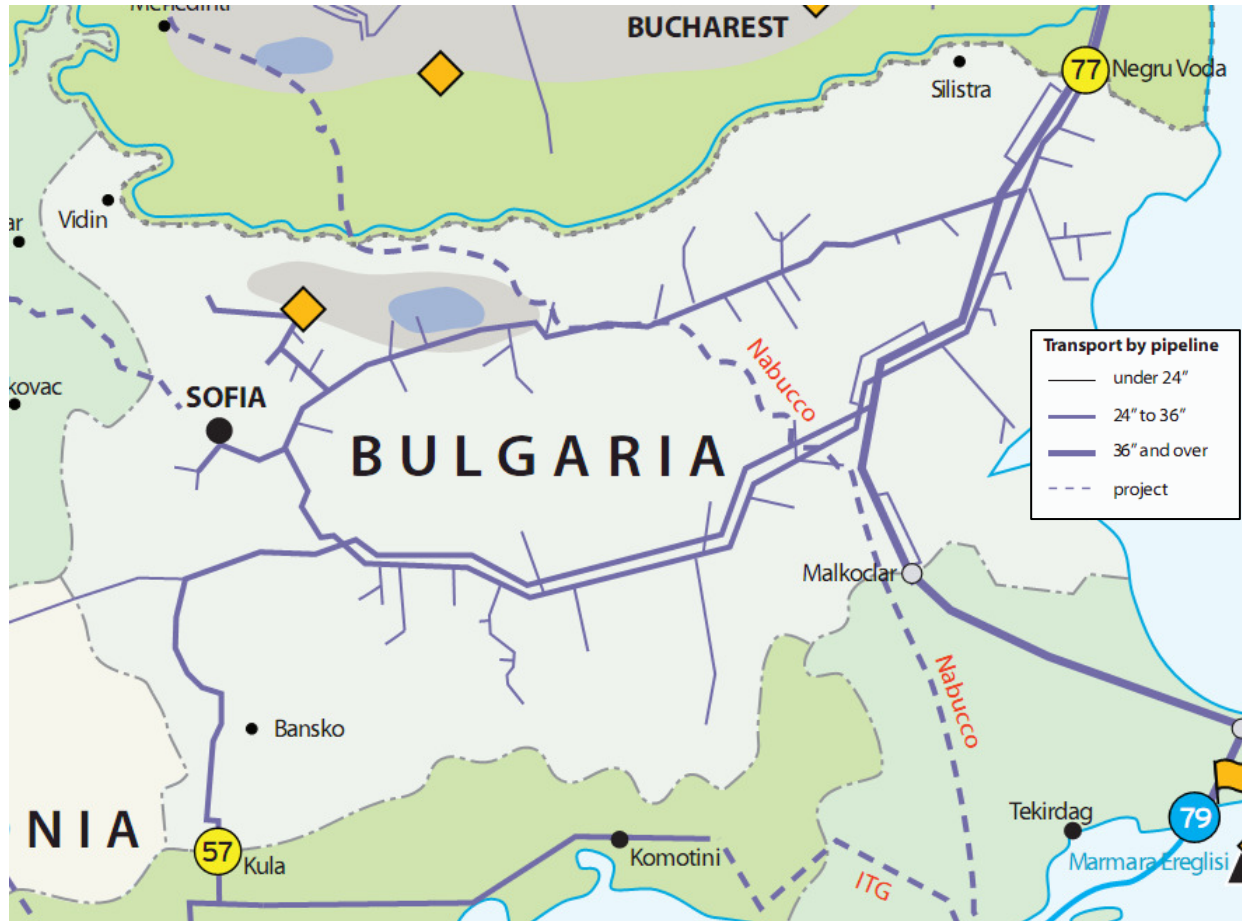 BUCHAREST
77 Negru Voda
Silistra
Vidin
Nabucco
Transport by pipeline
under 24"
24" to 36"
36" and over
project
SOFIA
BULGARIA
Malkoclar
Nabucco
Bansko
NIA
Tekirdag
79
57
Kula
Komotini
Marmara Ereglisi
ITG